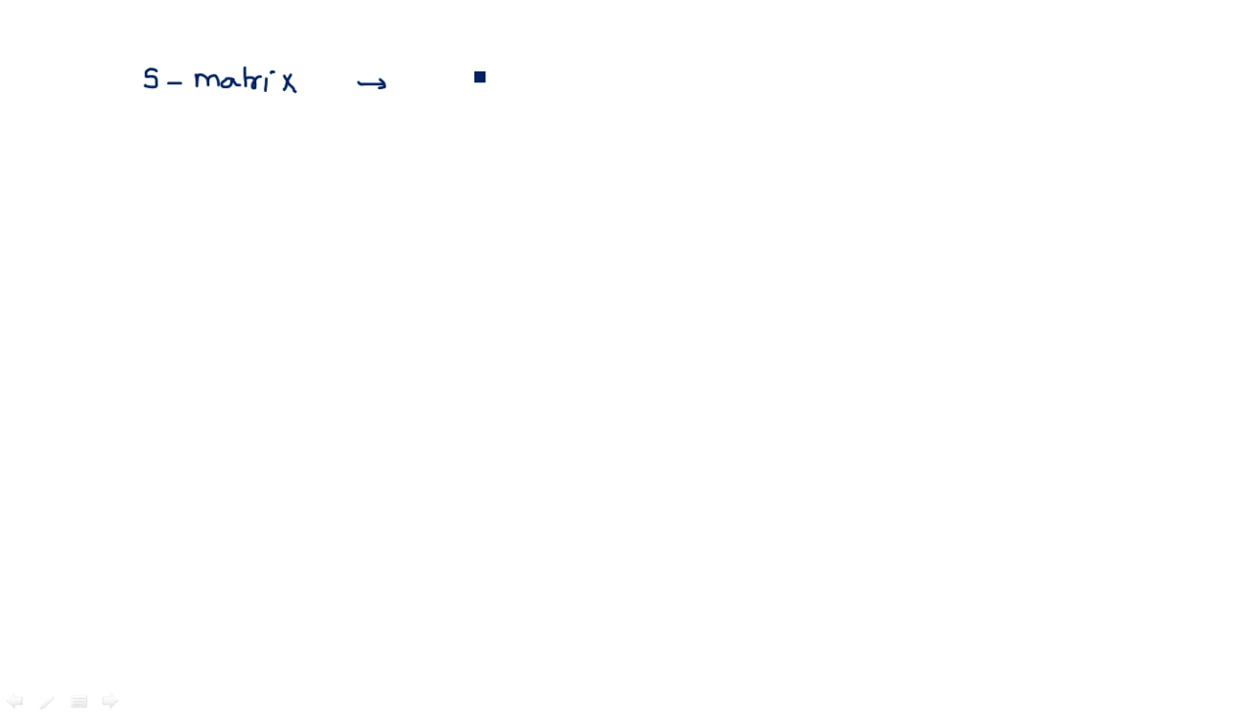 S - matrix →